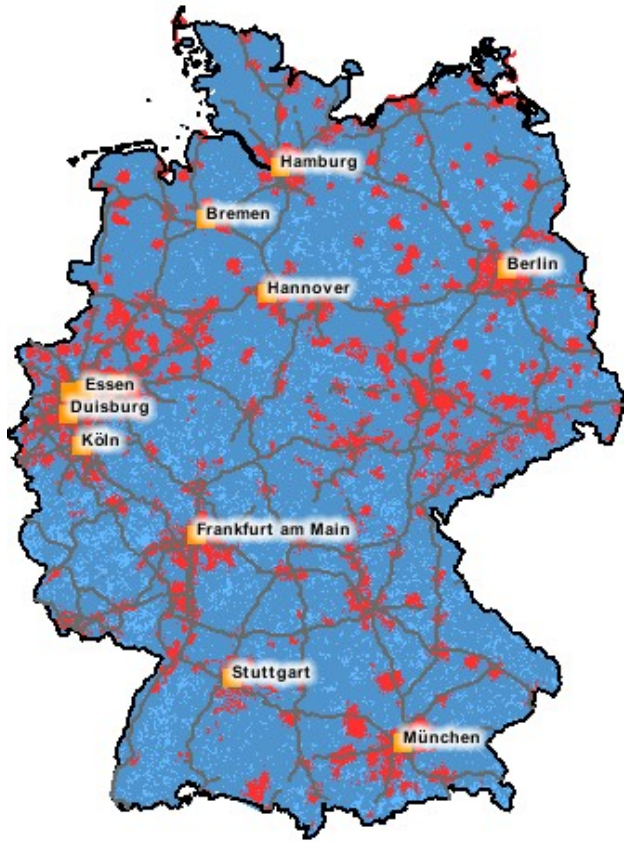 Hamburg
Bremen
Berlin
Hannover
Essen
Duisburg
Köln
Frankfurt am Main
Stuttgart
München